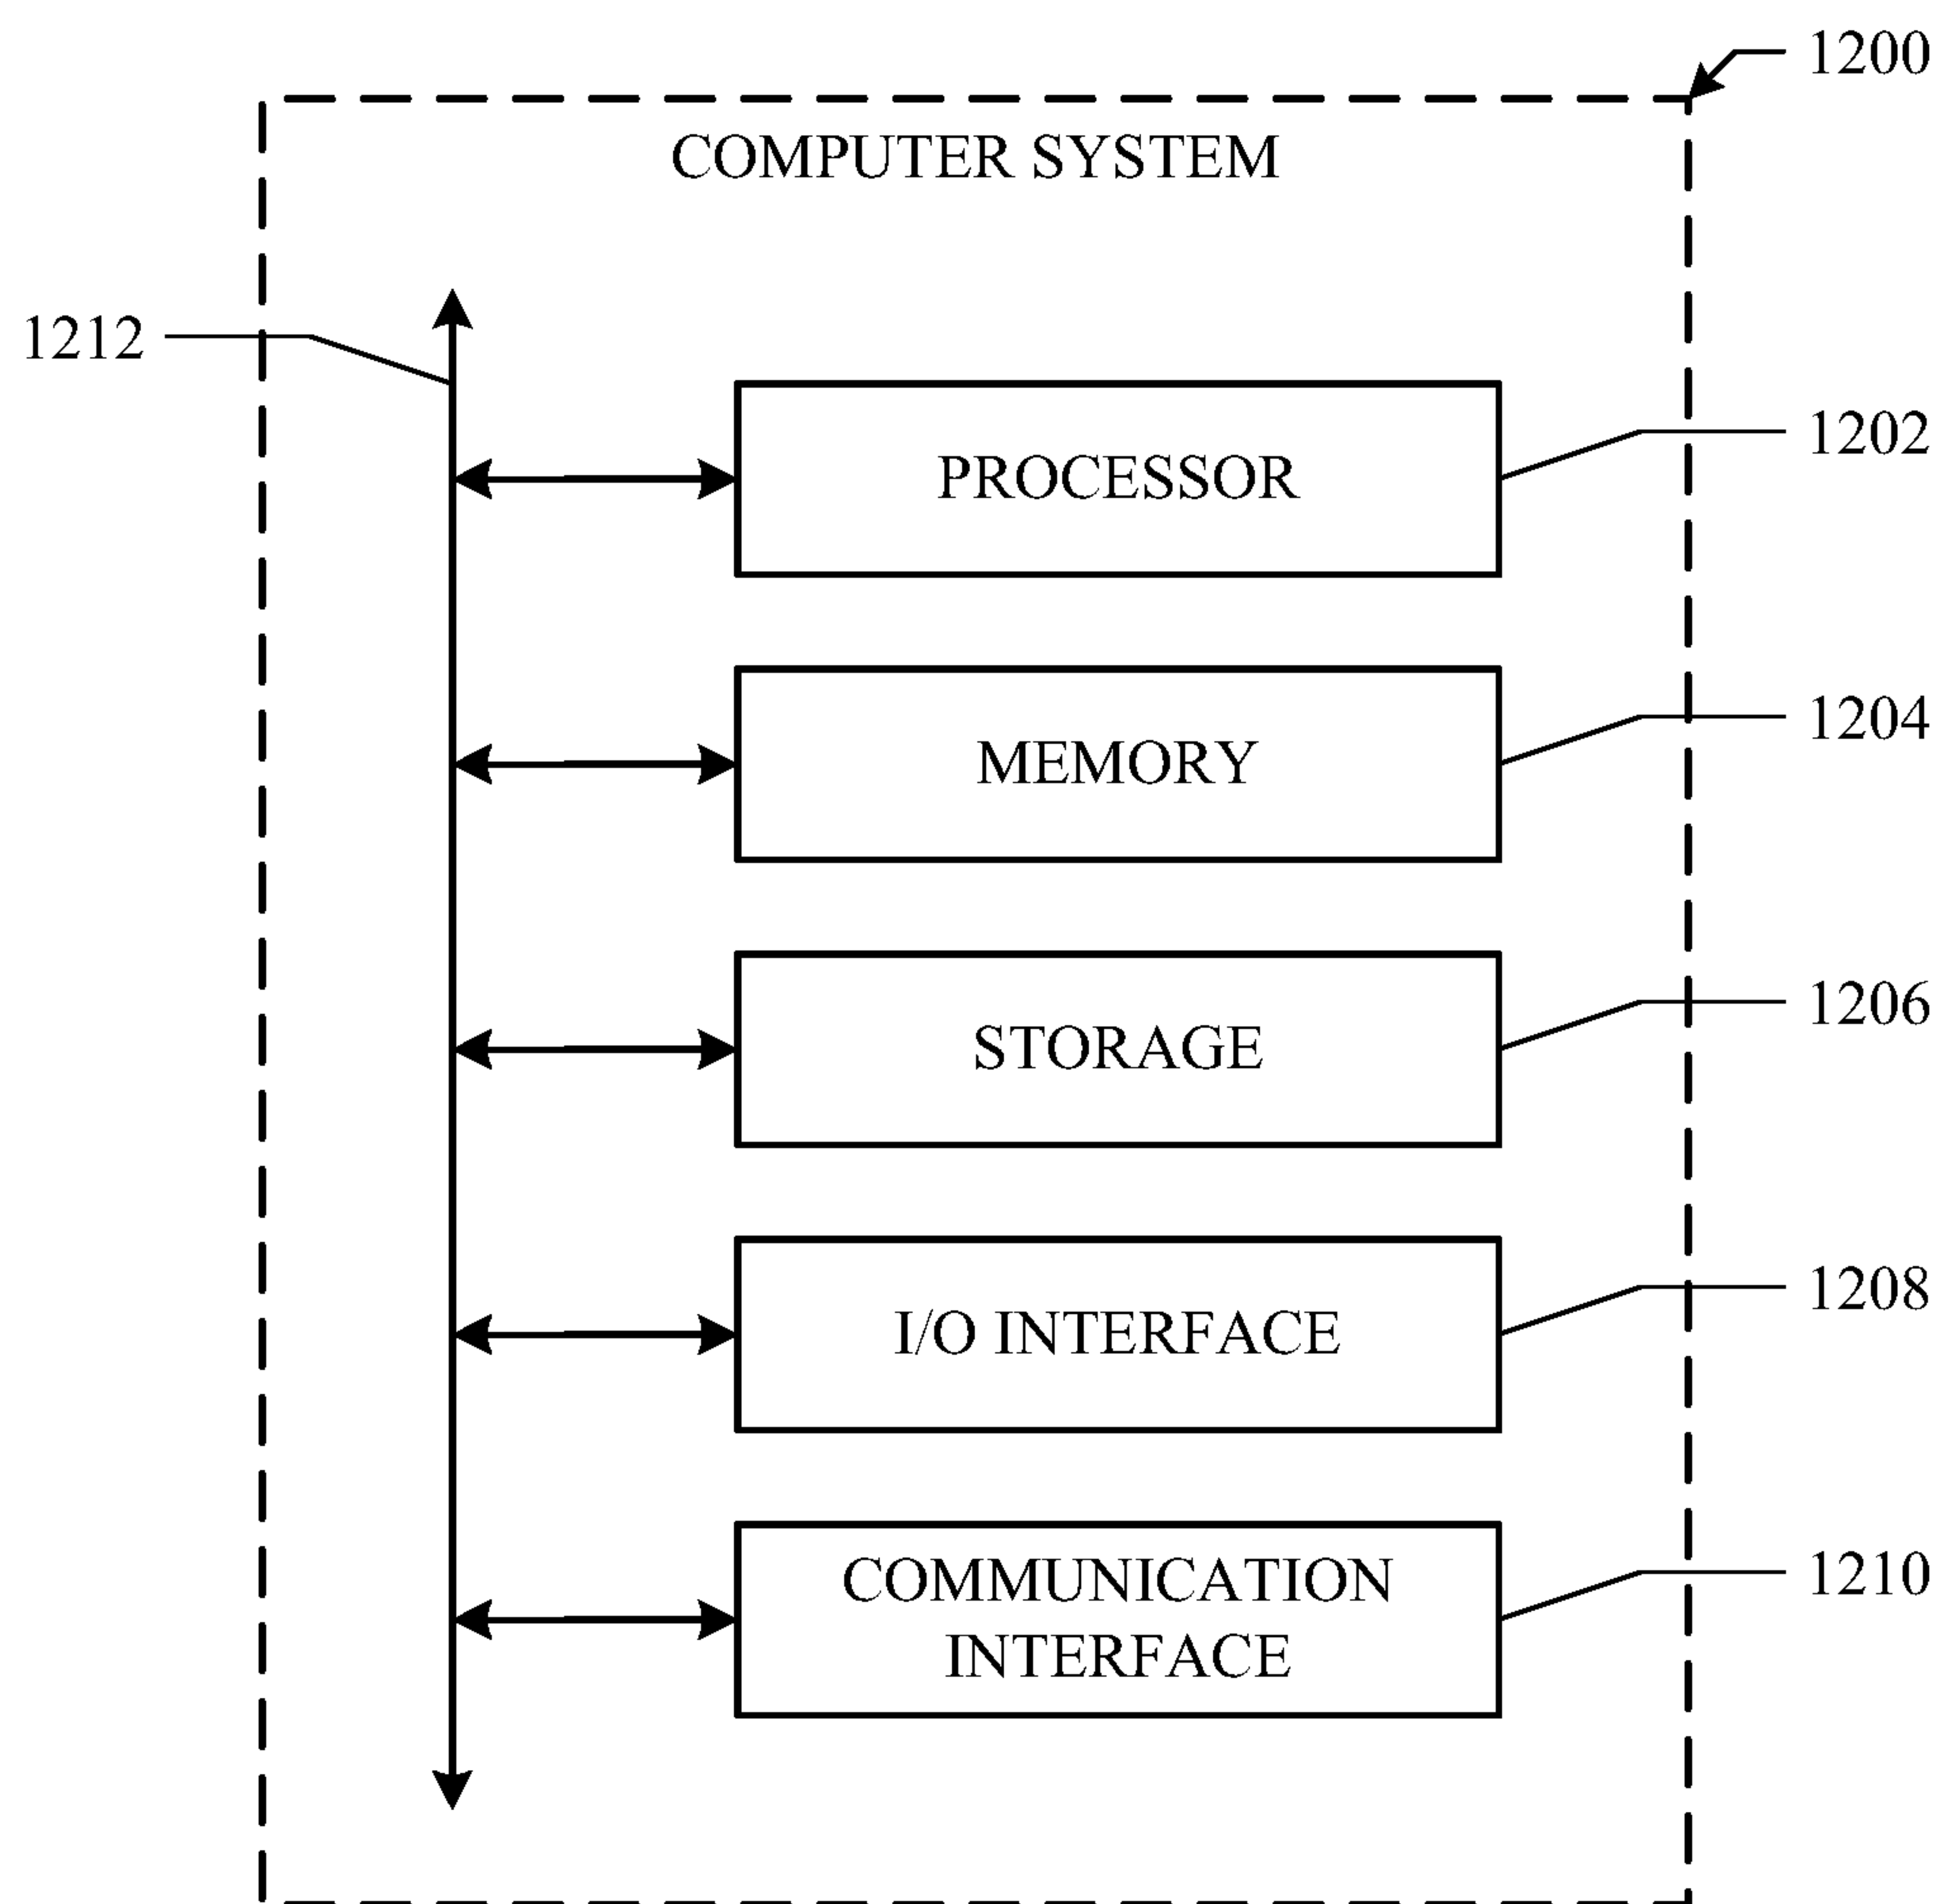 1200
COMPUTER SYSTEM
1212
1202
PROCESSOR
1204
MEMORY
1206
STORAGE
1208
I/O INTERFACE
1210
COMMUNICATION
INTERFACE